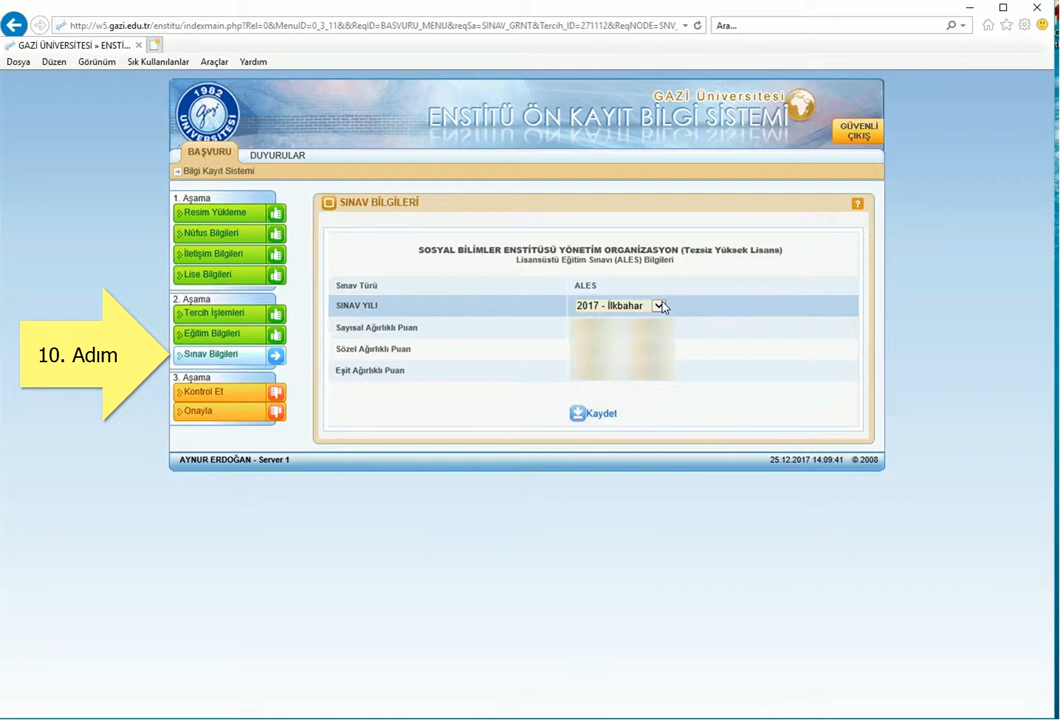 http://w5.gazi.edu.tr/enstitu/indexmain.php?Rel=0&MenuID=0_3_11&&ReqID=BASVURU_MENU&reqSa=SINAV_GRNT&Tercih_ID=271112&ReqNODE=SNV_
Ara...
GAZİ ÜNİVERSİTESİ » ENSTİ...
Dosya Düzen Görünüm Sık Kullanılanlar Araçlar Yardım
1982
Gazi
ÜNİVERSİTESİ
GAZİ Üniversitesi
ENSTİTÜ ÖN KAYIT BİLGİ SİSTEMİ
GÜVENLİ
ÇIKIŞ
BAŞVURU DUYURULAR
Bilgi Kayıt Sistemi
1. Aşama
Resim Yükleme
Nüfus Bilgileri
İletişim Bilgileri
Lise Bilgileri
2. Aşama
Tercih İşlemleri
Eğitim Bilgileri
Sınav Bilgileri
3. Aşama
Kontrol Et
Onayla
10. Adım
SINAV BİLGİLERİ
?
SOSYAL BİLİMLER ENSTİTÜSÜ YÖNETİM ORGANİZASYON (Tezsiz Yüksek Lisans)
Lisansüstü Eğitim Sınavı (ALES) Bilgileri
Sınav Türü ALES
SINAV YILI 2017 - İlkbahar
Sayısal Ağırlıklı Puan
Sözel Ağırlıklı Puan
Eşit Ağırlıklı Puan
Kaydet
AYNUR ERDOĞAN - Server 1 25.12.2017 14:09:41 © 2008